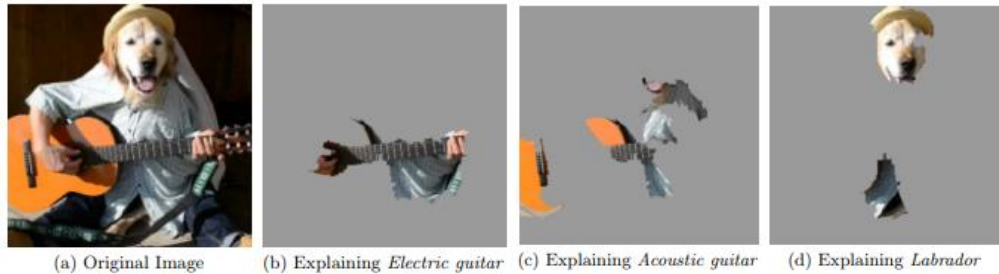 (a) Original Image
(b) Explaining Electric guitar
(c) Explaining Acoustic guitar
(d) Explaining Labrador